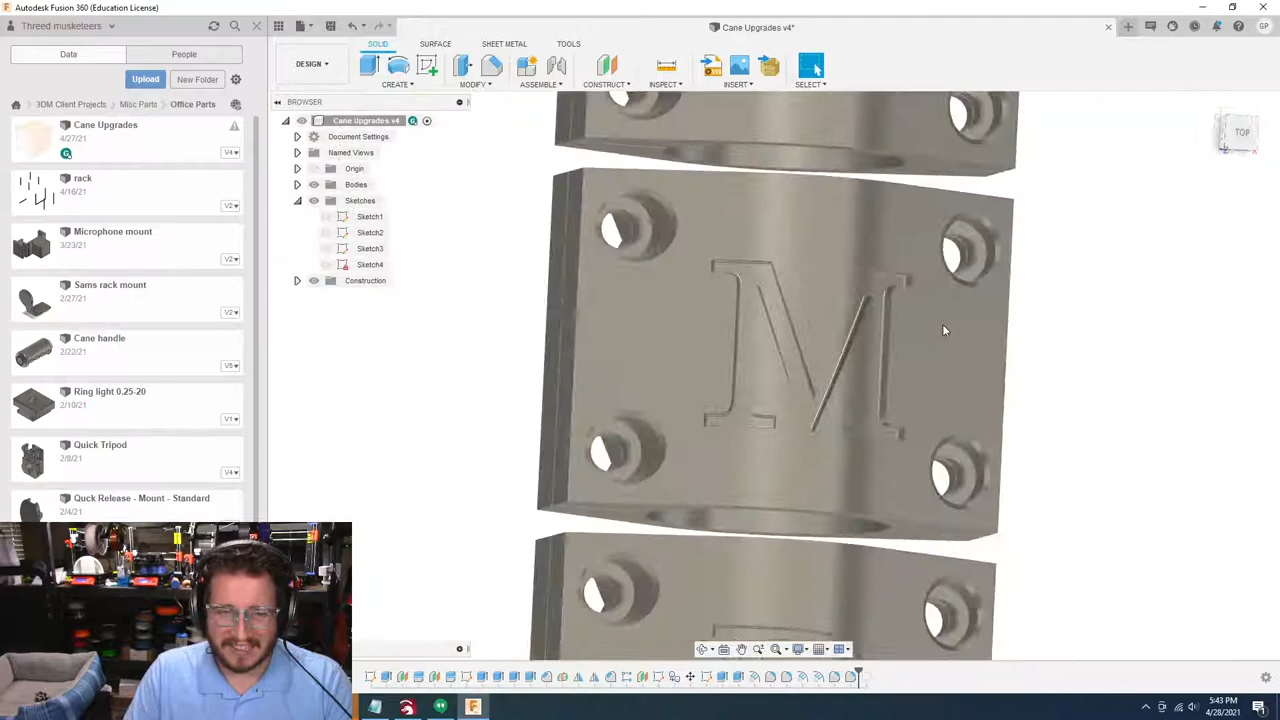 Autodesk Fusion 360 (Education License)
Threed musketeers
Cane Upgrades v4*
GP
Data People
SOLID SURFACE SHEET METAL TOOLS
Upload New Folder
DESIGN
CREATE MODIFY ASSEMBLE CONSTRUCT INSPECT INSERT SELECT
3DM Client Projects > Misc Parts > Office Parts
BROWSER
Cane Upgrades
4/27/21
V4
rack
4/16/21
V2
Microphone mount
3/23/21
V2
Sams rack mount
2/27/21
V2
Cane handle
2/22/21
V5
Ring light 0.25-20
2/10/21
V1
Quick Tripod
2/8/21
V4
Quck Release - Mount - Standard
2/4/21
Cane Upgrades v4
Document Settings
Named Views
Origin
Bodies
Sketches
Sketch1
Sketch2
Sketch3
Sketch4
Construction
TOP
M
5:43 PM
4/28/2021